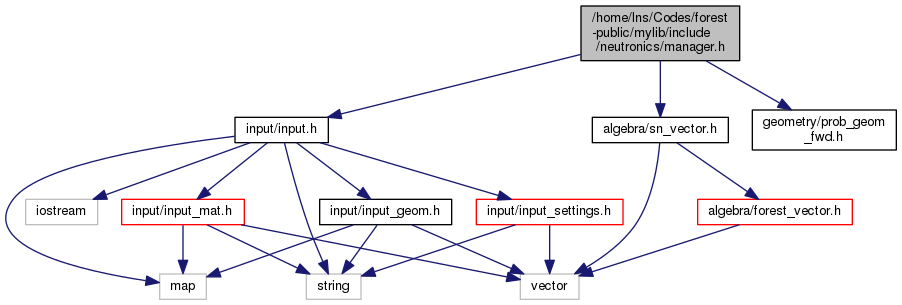 /home/lns/Codes/forest
-public/mylib/include
/neutronics/manager.h
input/input.h
algebra/sn_vector.h
geometry/prob_geom
_fwd.h
iostream
input/input_mat.h
input/input_geom.h
input/input_settings.h
algebra/forest_vector.h
map
string
vector